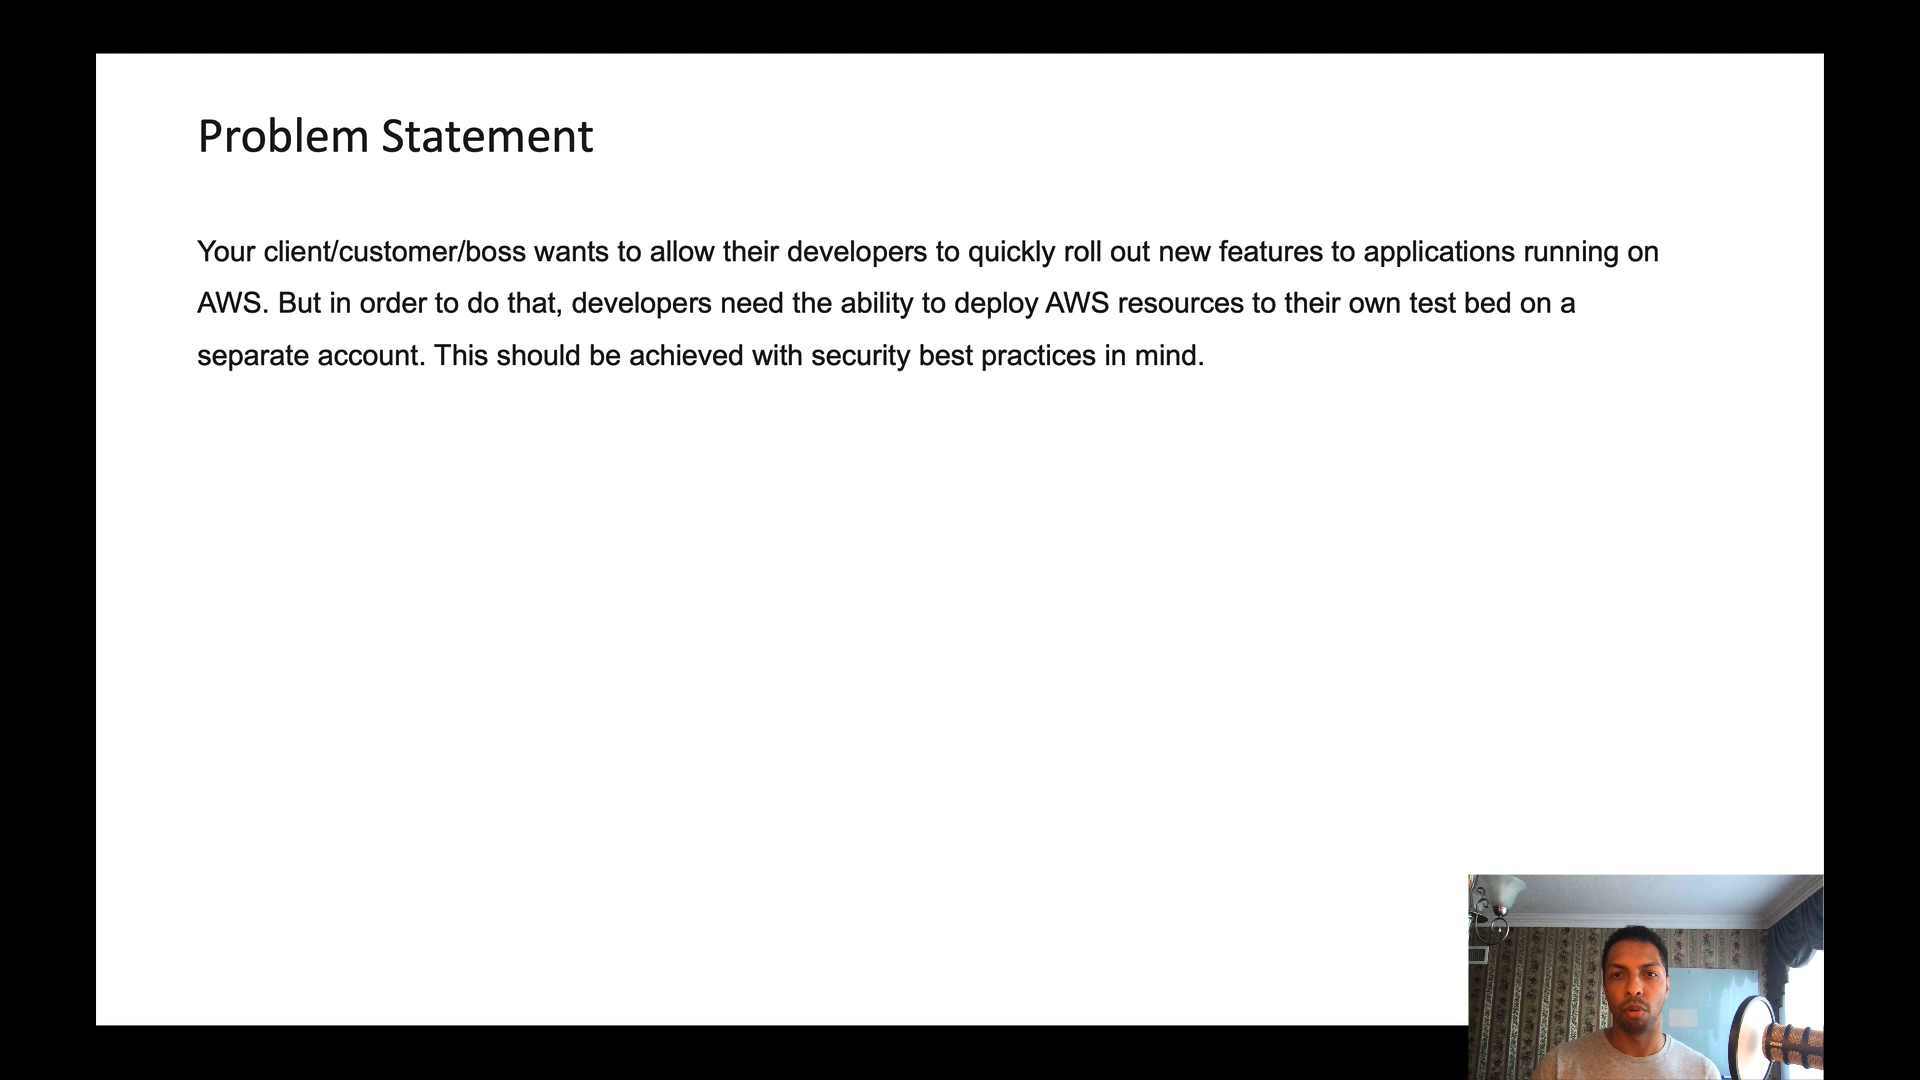 Problem Statement
Your client/customer/boss wants to allow their developers to quickly roll out new features to applications running on
AWS. But in order to do that, developers need the ability to deploy AWS resources to their own test bed on a
separate account. This should be achieved with security best practices in mind.